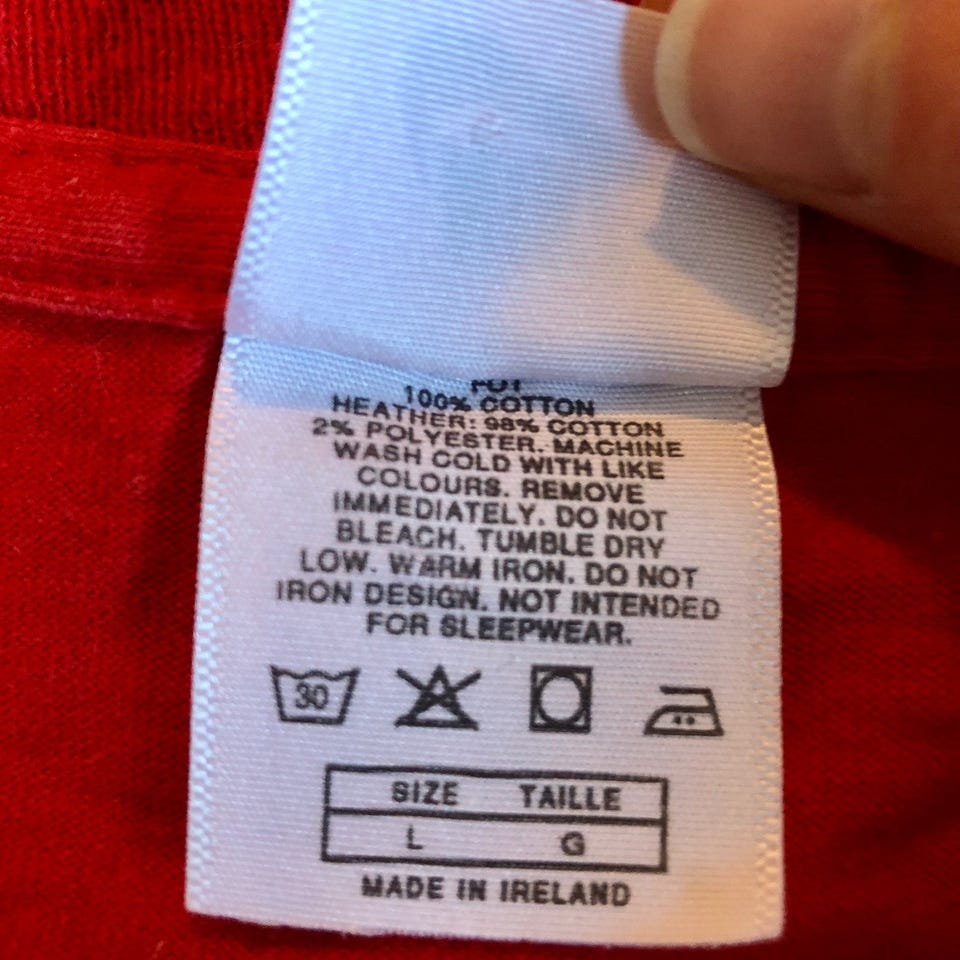 100% COTTON
HEATHER: 98% COTTON
2% POLYESTER. MACHINE
WASH COLD WITH LIKE
COLOURS. REMOVE
IMMEDIATELY. DO NOT
BLEACH. TUMBLE DRY
LOW. WARM IRON. DO NOT
IRON DESIGN. NOT INTENDED
FOR SLEEPWEAR.
30
SIZE TAILLE
L G
MADE IN IRELAND